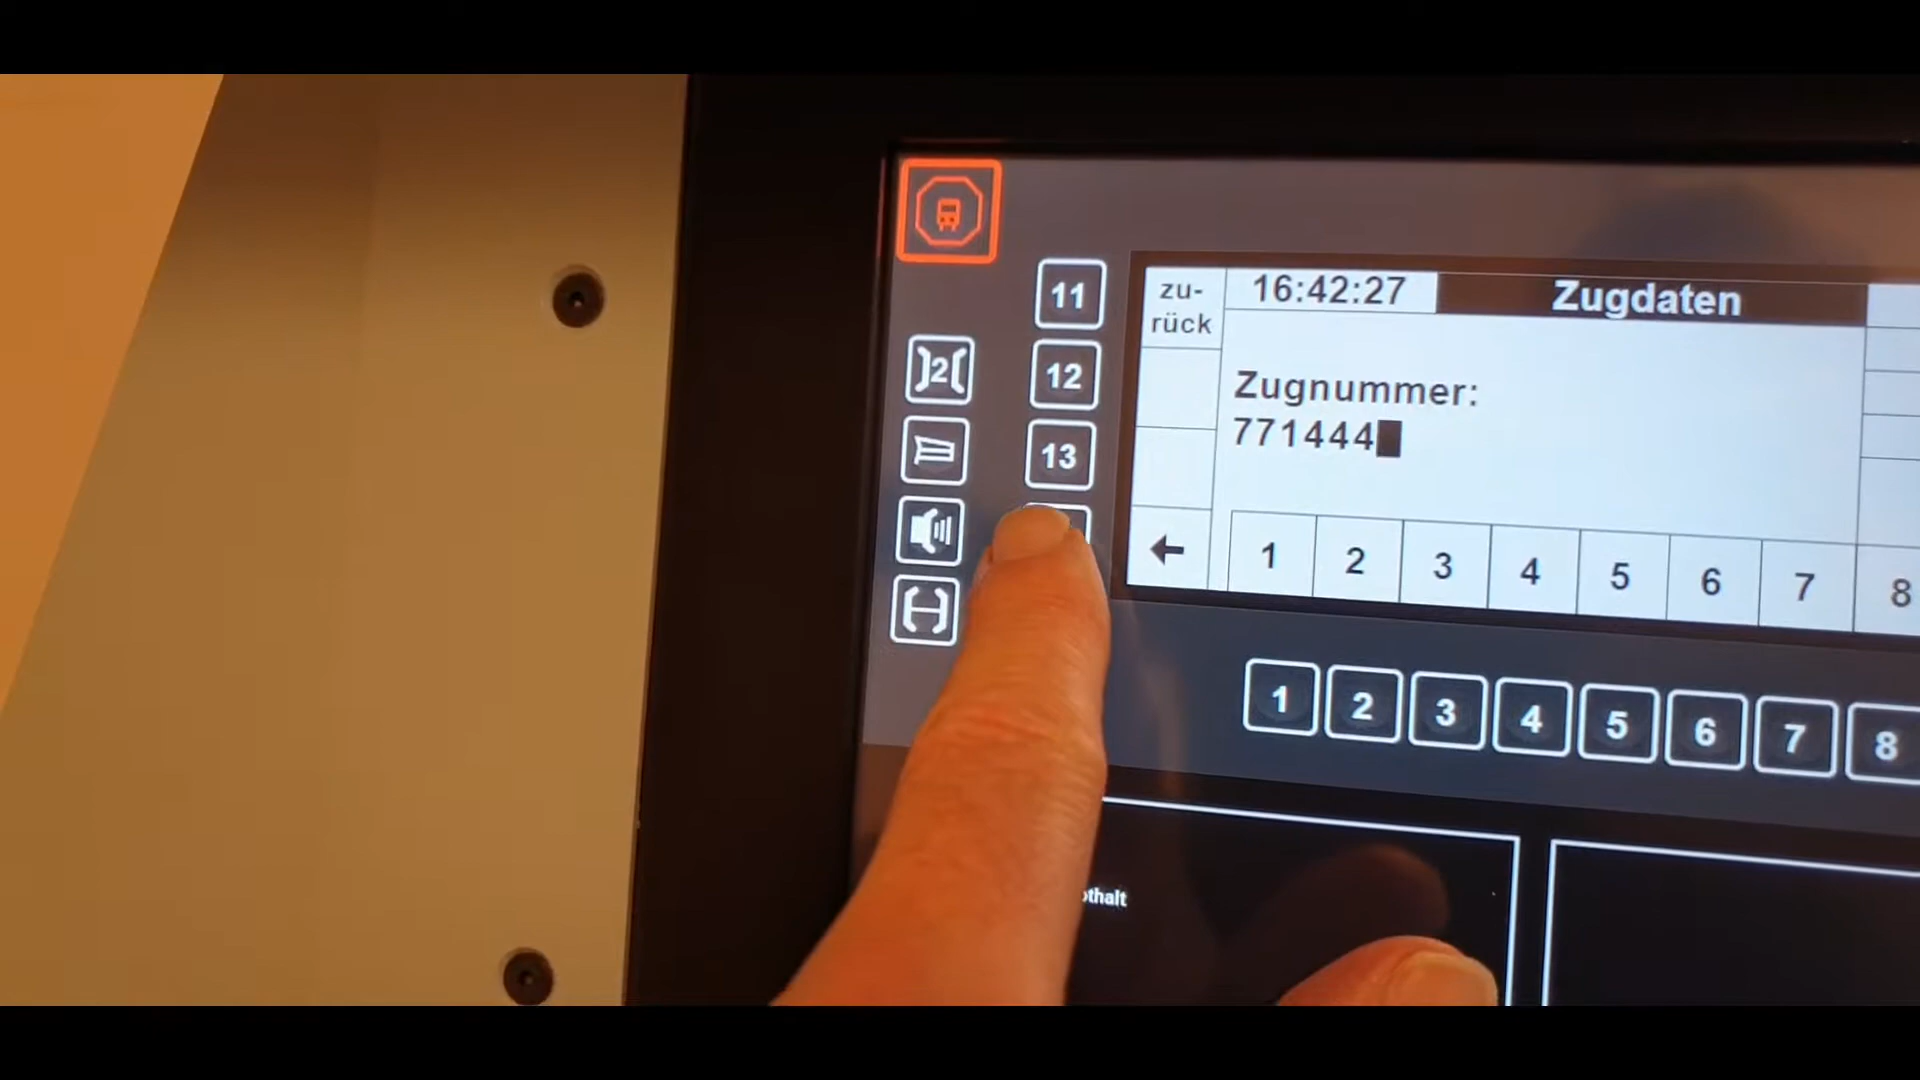 11
12
13
]2[
zu-
rück
16:42:27
Zugdaten
Zugnummer:
771444
←
1 2 3 4 5 6 7 8
1 2 3 4 5 6 7 8